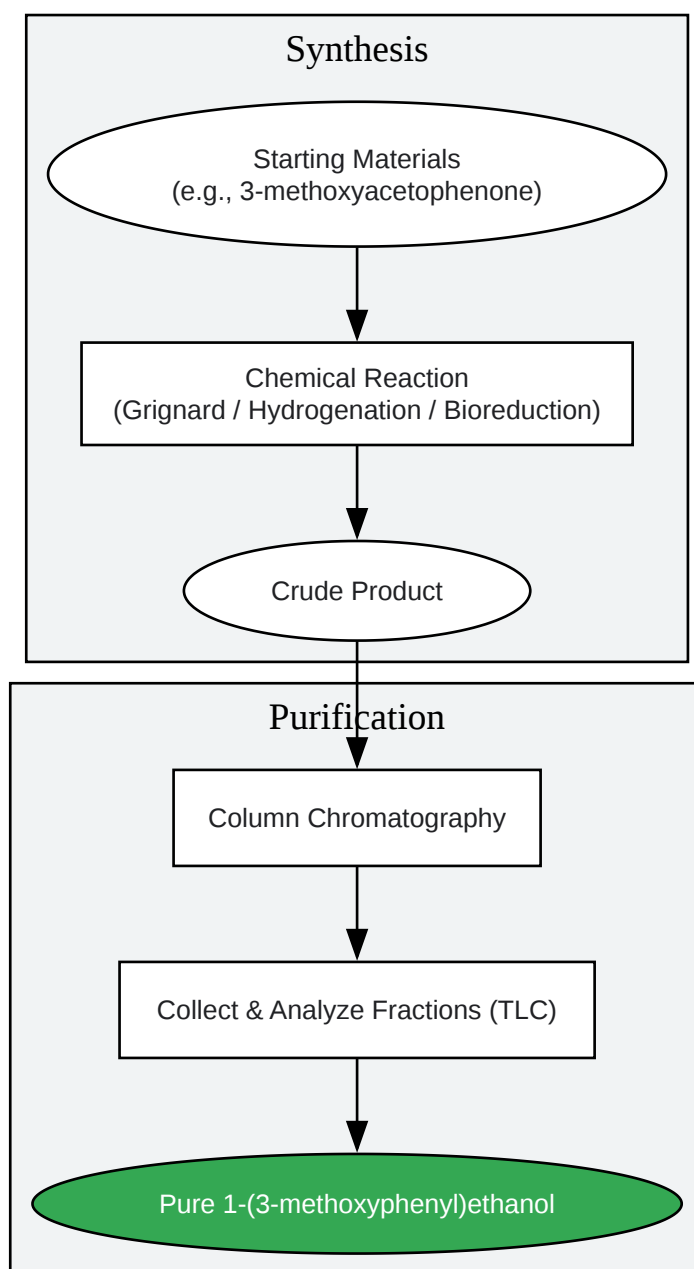 Synthesis
Starting Materials
(e.g., 3-methoxyacetophenone)
Chemical Reaction
(Grignard / Hydrogenation / Bioreduction)
Crude Product
Purification
Column Chromatography
Collect & Analyze Fractions (TLC)
Pure 1-(3-methoxyphenyl)ethanol